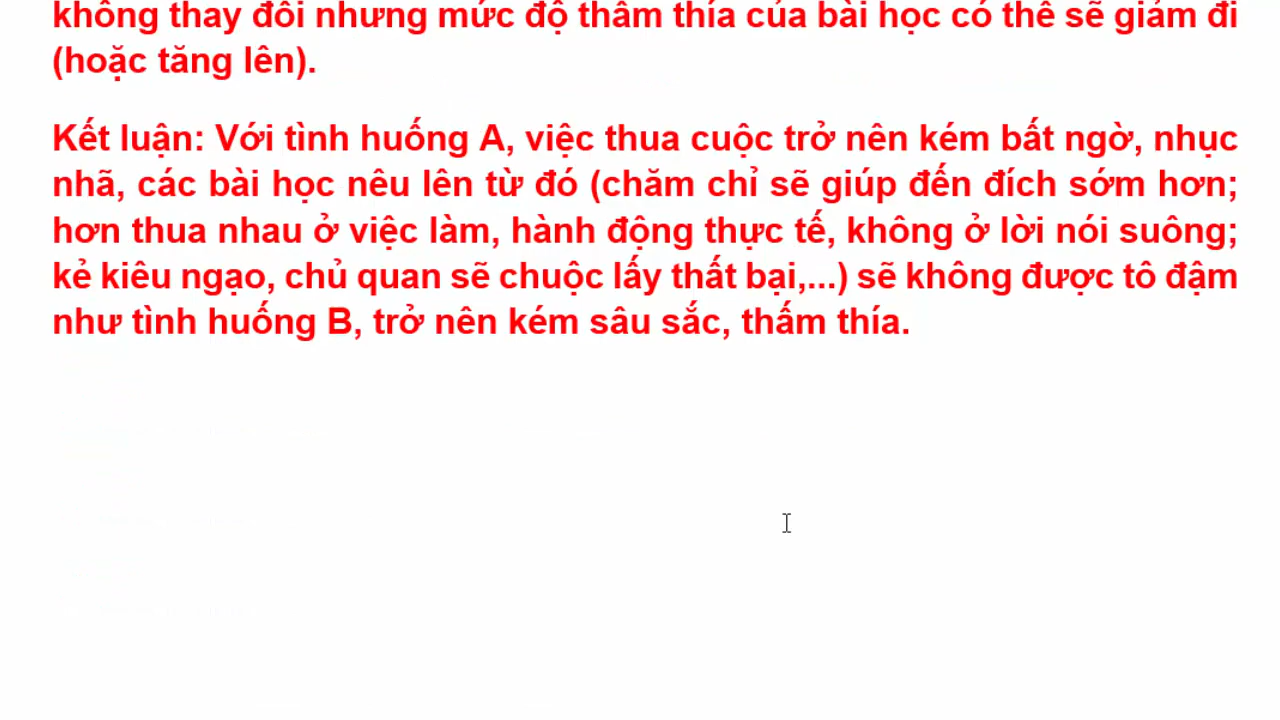 không thay đổi nhưng mức độ thấm thía của bài học có thể sẽ giảm đi
(hoặc tăng lên).
Kết luận: Với tình huống A, việc thua cuộc trở nên kém bất ngờ, nhục
nhã, các bài học nêu lên từ đó (chăm chỉ sẽ giúp đến đích sớm hơn;
hơn thua nhau ở việc làm, hành động thực tế, không ở lời nói suông;
kẻ kiêu ngạo, chủ quan sẽ chuộc lấy thất bại,...) sẽ không được tô đậm
như tình huống B, trở nên kém sâu sắc, thấm thía.